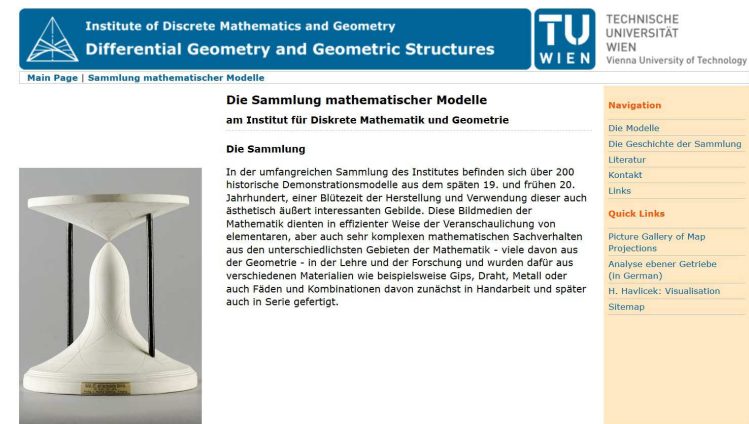 Institute of Discrete Mathematics and Geometry
Differential Geometry and Geometric Structures
TU
WIEN
TECHNISCHE
UNIVERSITÄT
WIEN
Vienna University of Technology
Main Page | Sammlung mathematischer Modelle
Die Sammlung mathematischer Modelle
am Institut für Diskrete Mathematik und Geometrie
Die Sammlung
In der umfangreichen Sammlung des Institutes befinden sich über 200
historische Demonstrationsmodelle aus dem späten 19. und frühen 20.
Jahrhundert, einer Blütezeit der Herstellung und Verwendung dieser auch
ästhetisch äußert interessanten Gebilde. Diese Bildmedien der
Mathematik dienten in effizienter Weise der Veranschaulichung von
elementaren, aber auch sehr komplexen mathematischen Sachverhalten
aus den unterschiedlichsten Gebieten der Mathematik - viele davon aus
der Geometrie - in der Lehre und der Forschung und wurden dafür aus
verschiedenen Materialien wie beispielsweise Gips, Draht, Metall oder
auch Fäden und Kombinationen davon zunächst in Handarbeit und später
auch in Serie gefertigt.
Navigation
Die Modelle
Die Geschichte der Sammlung
Literatur
Kontakt
Links
Quick Links
Picture Gallery of Map
Projections
Analyse ebener Getriebe
(in German)
H. Havlicek: Visualisation
Sitemap